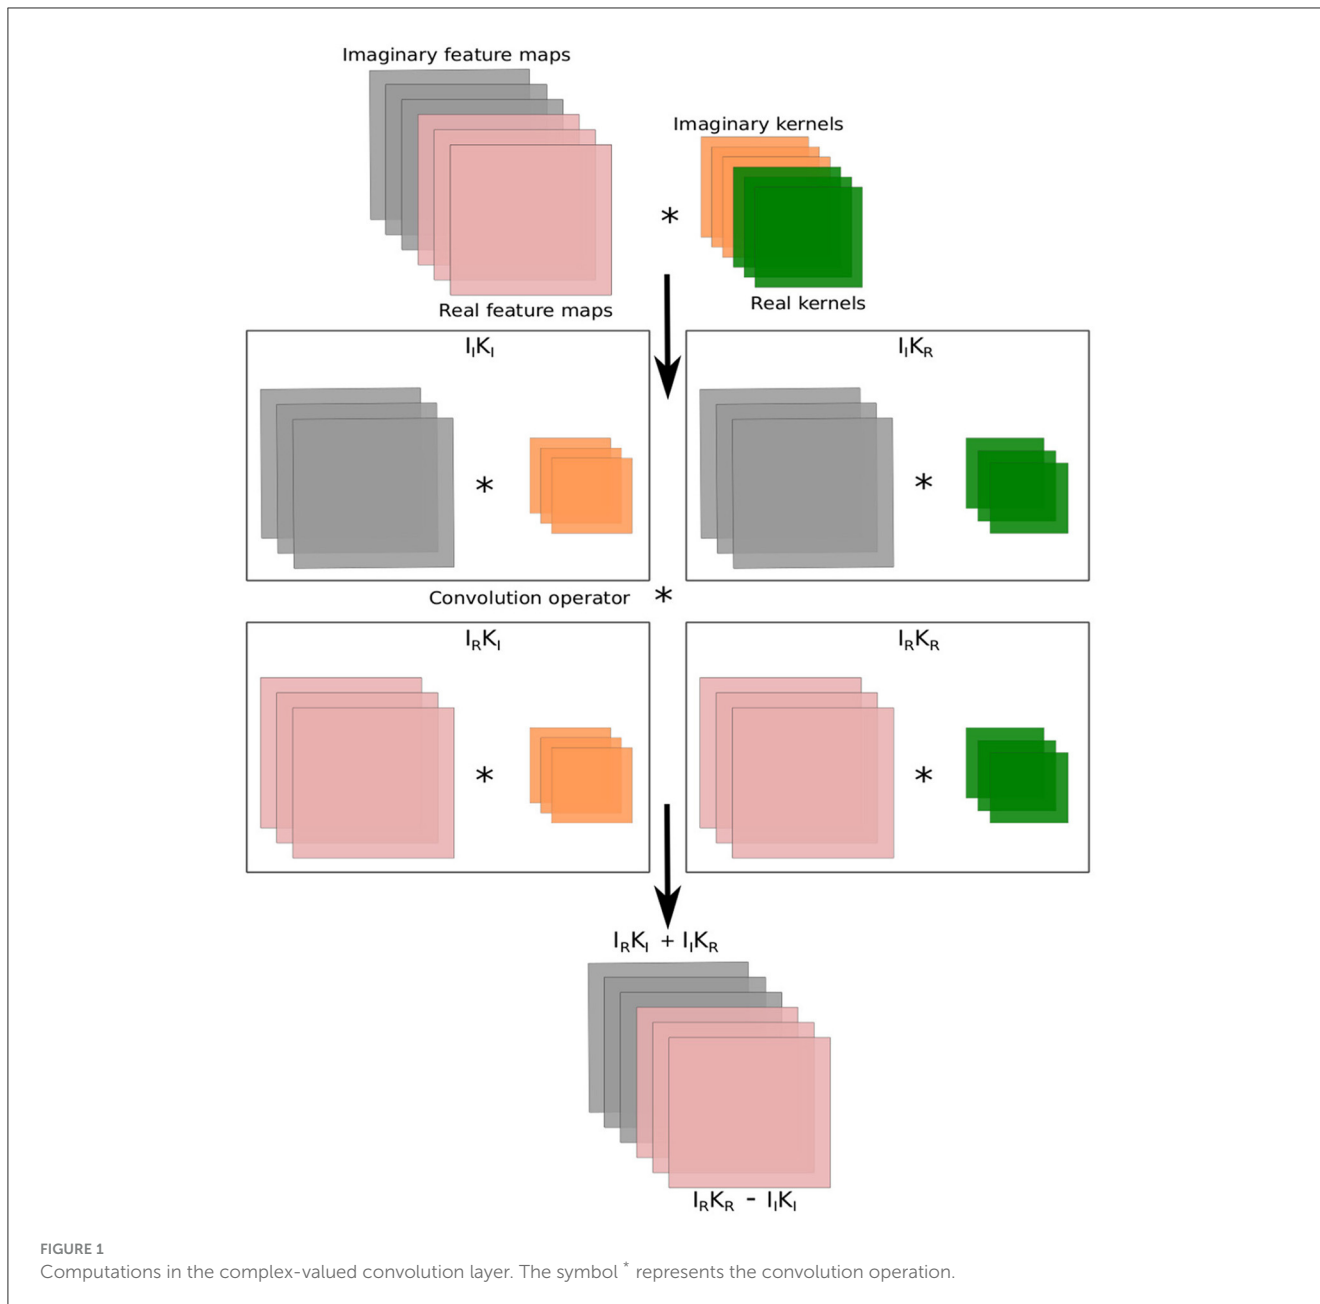 Imaginary feature maps
Imaginary kernels
*
Real feature maps
Real kernels
IIKI
IIKR
*
*
Convolution operator *
IRKI
IRKR
*
*
IRKI + IIKR
IRKR - IIKI
FIGURE 1
Computations in the complex-valued convolution layer. The symbol * represents the convolution operation.